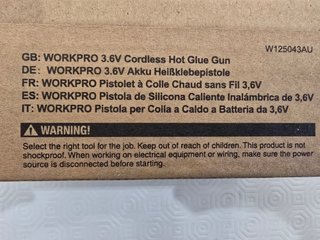 W125043AU
GB: WORKPRO 3.6V Cordless Hot Glue Gun
DE: WORKPRO 3.6V Akku Heißklebepistole
FR: WORKPRO Pistolet à Colle Chaud sans Fil 3,6V
ES: WORKPRO Pistola de Silicona Caliente Inalámbrica de 3,6V
IT: WORKPRO Pistola per Colla a Caldo a Batteria da 3,6V
WARNING!
Select the right tool for the job. Keep out of reach of children. This product is not
shockproof. When working on electrical equipment or wiring, make sure the power
source is disconnected before starting.